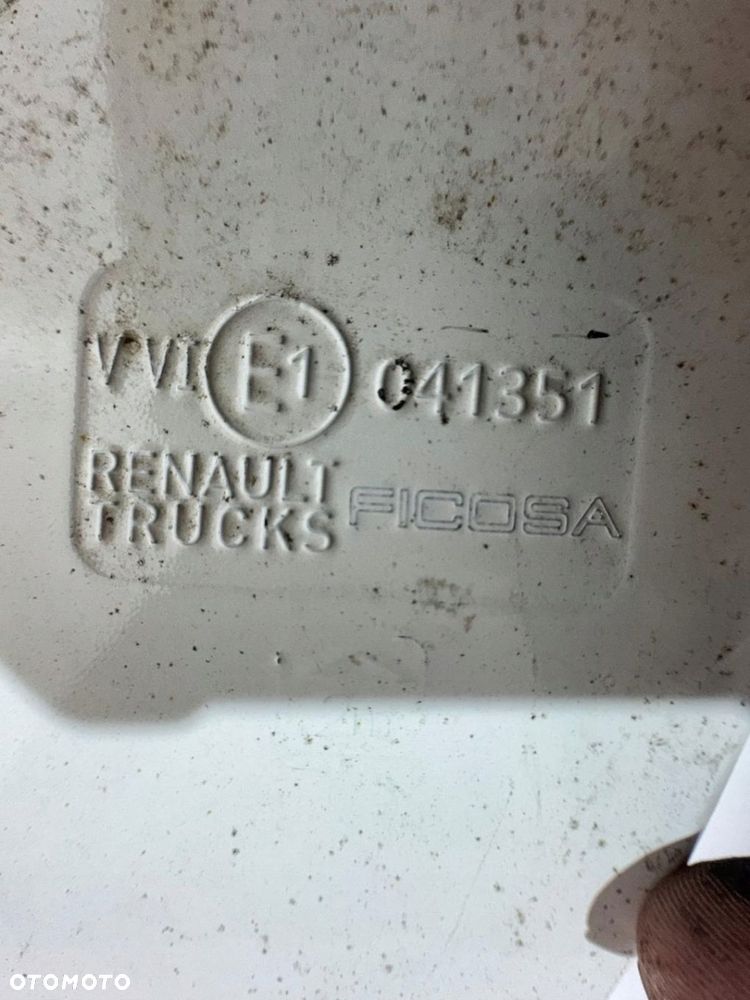 VVI E1 041351
RENAULT
TRUCKS FICOSA
OTOMOTO